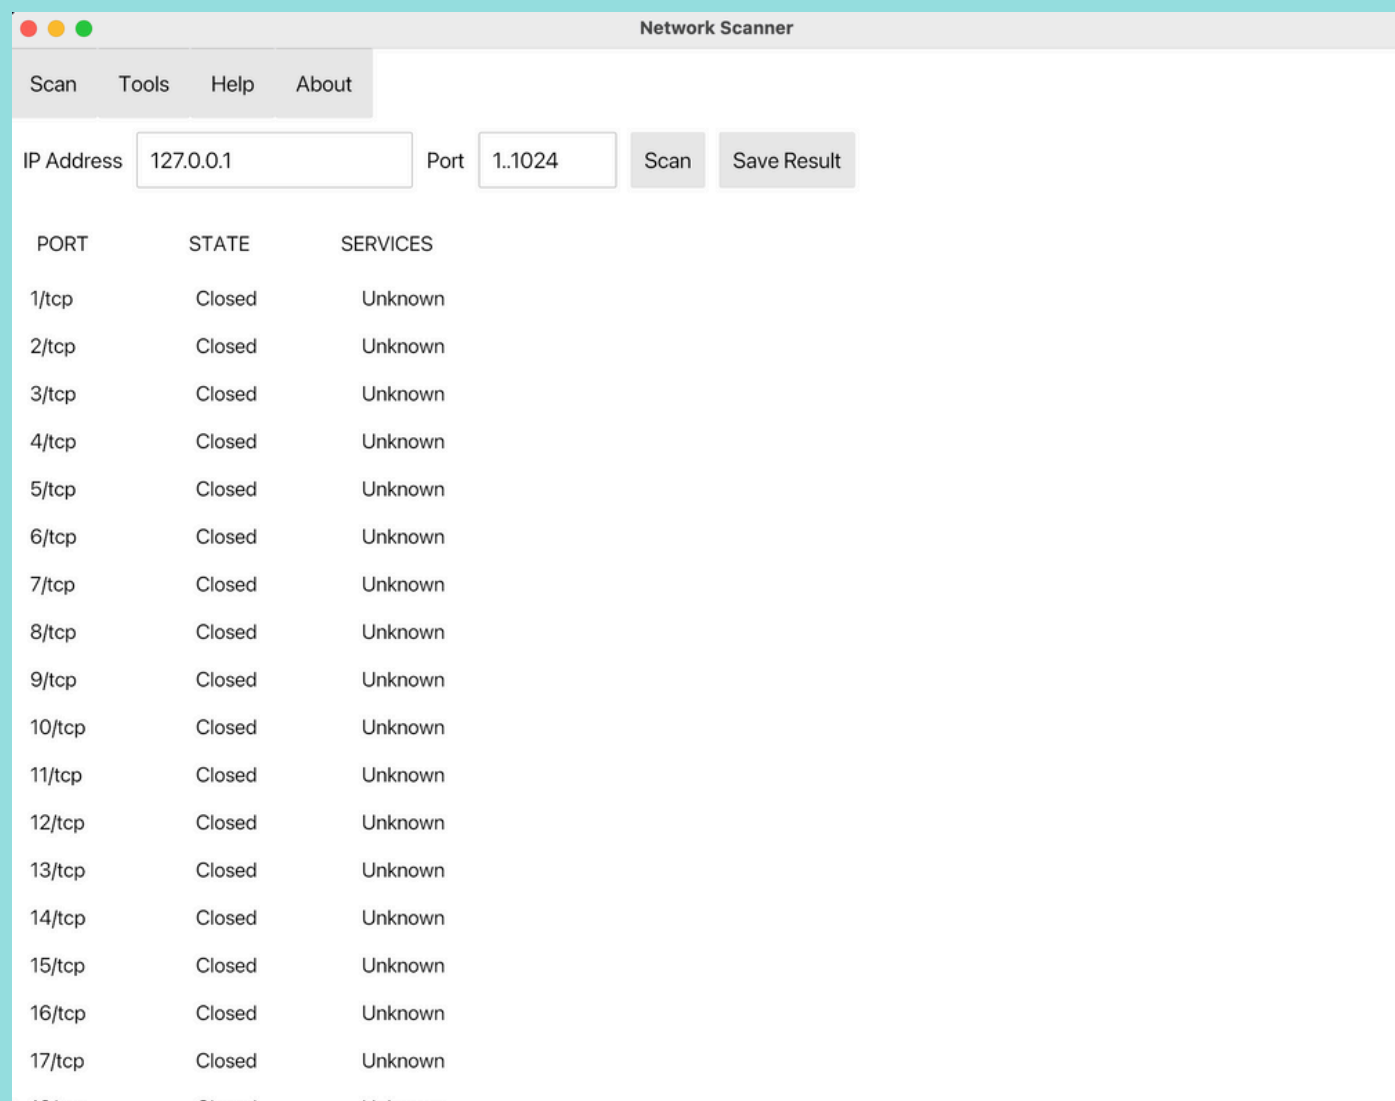 Network Scanner
Scan Tools Help About
IP Address 127.0.0.1 Port 1..1024 Scan Save Result
PORT STATE SERVICES
1/tcp Closed Unknown
2/tcp Closed Unknown
3/tcp Closed Unknown
4/tcp Closed Unknown
5/tcp Closed Unknown
6/tcp Closed Unknown
7/tcp Closed Unknown
8/tcp Closed Unknown
9/tcp Closed Unknown
10/tcp Closed Unknown
11/tcp Closed Unknown
12/tcp Closed Unknown
13/tcp Closed Unknown
14/tcp Closed Unknown
15/tcp Closed Unknown
16/tcp Closed Unknown
17/tcp Closed Unknown